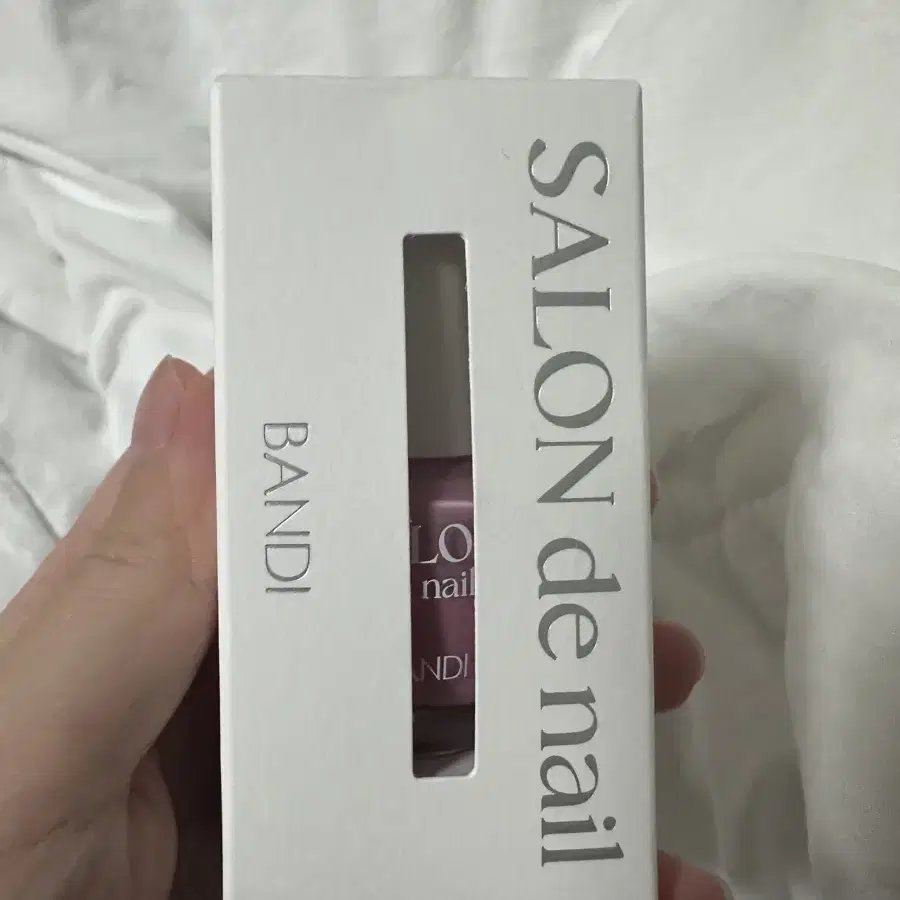 SALON de nail
BANDI
LO
nail
ANDI